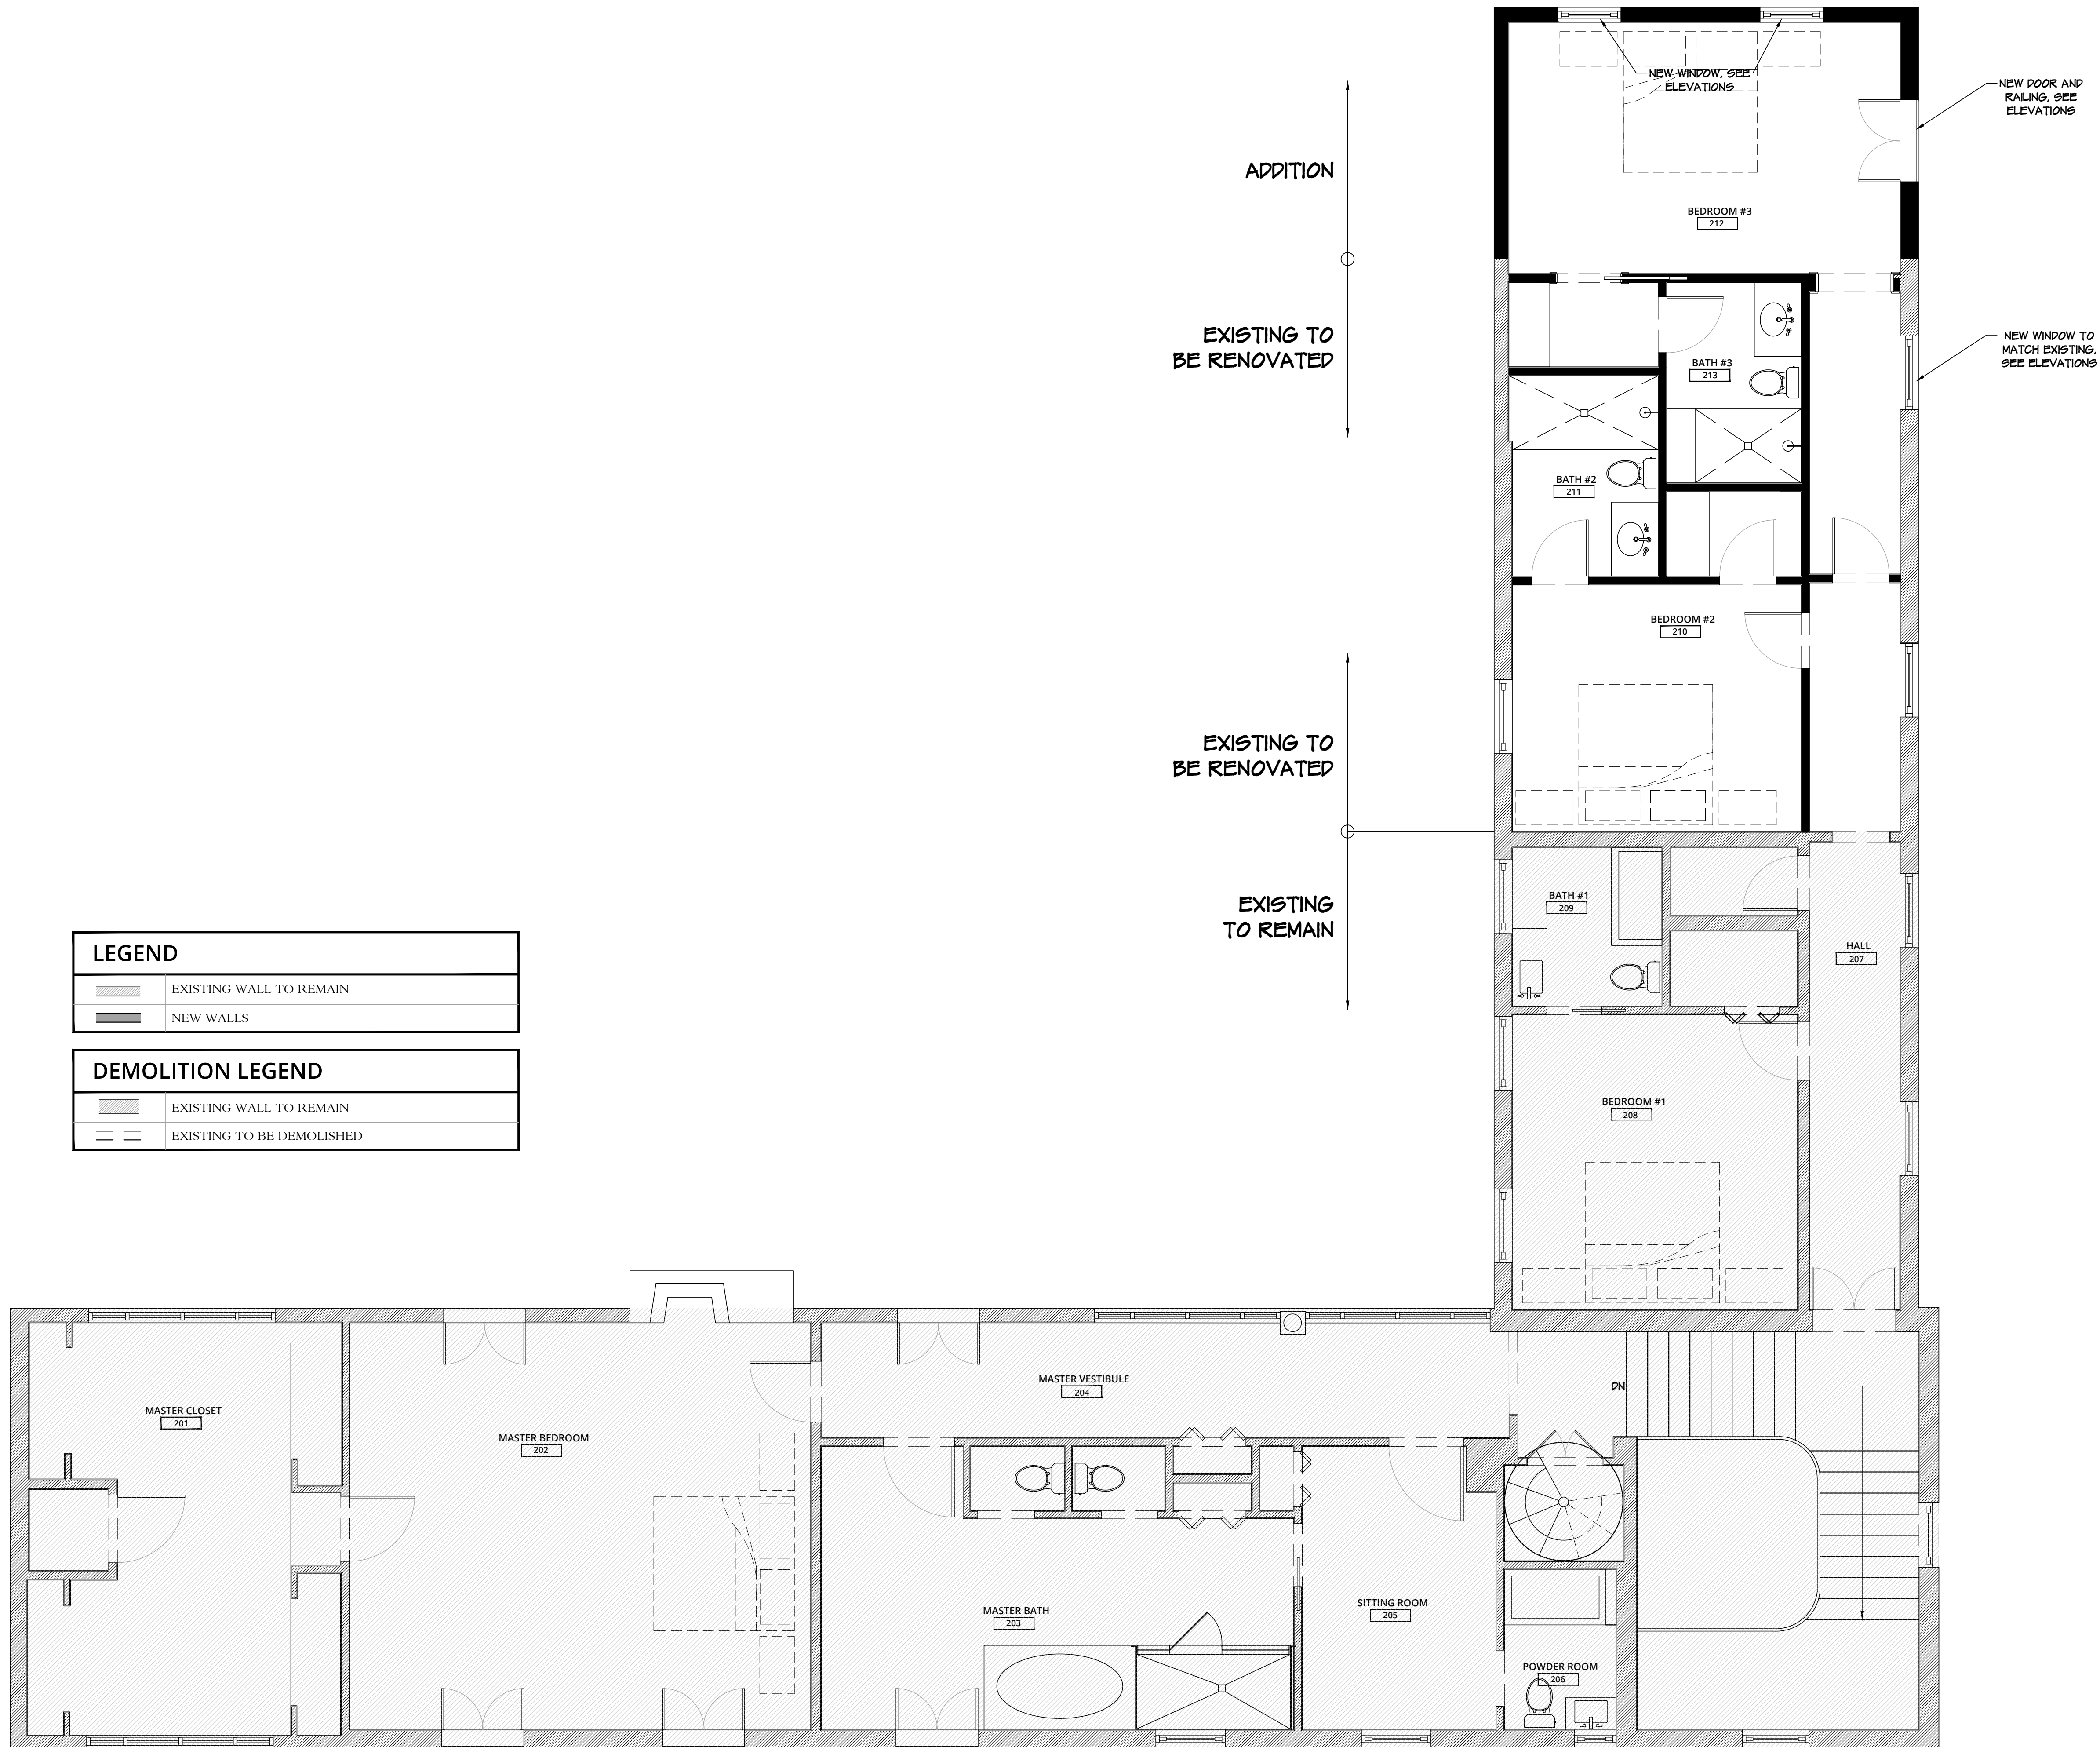 NEW WINDOW, SEE
ELEVATIONS
NEW DOOR AND
RAILING, SEE
ELEVATIONS
ADDITION
BEDROOM #3
212
EXISTING TO
BE RENOVATED
NEW WINDOW TO
MATCH EXISTING,
SEE ELEVATIONS
BATH #3
213
BATH #2
211
BEDROOM #2
210
EXISTING TO
BE RENOVATED
EXISTING
TO REMAIN
BATH #1
209
HALL
207
LEGEND
EXISTING WALL TO REMAIN
NEW WALLS
DEMOLITION LEGEND
EXISTING WALL TO REMAIN
EXISTING TO BE DEMOLISHED
BEDROOM #1
208
MASTER CLOSET
201
MASTER BEDROOM
202
MASTER VESTIBULE
204
DN
MASTER BATH
203
SITTING ROOM
205
POWDER ROOM
206